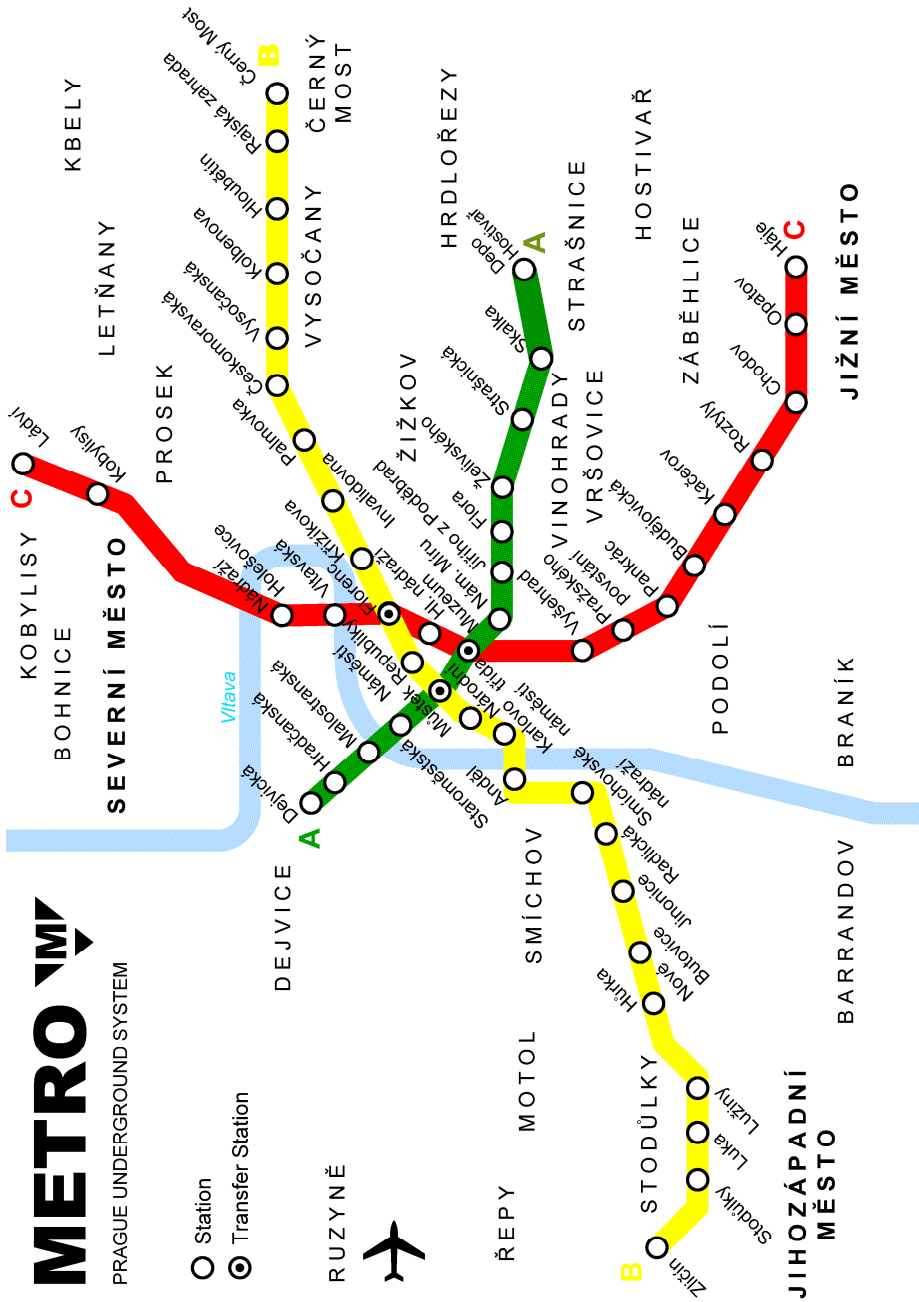 METRO M
PRAGUE UNDERGROUND SYSTEM
Station
Transfer Station
RUZYNĚ
ŘEPY
MOTOL
STODŮLKY
JIHOZÁPADNÍ
MĚSTO
DEJVICE
SMÍCHOV
BARRANDOV
BRANÍK
PODOLÍ
KOBYLISY
BOHNICE
SEVERNÍ MĚSTO
Vltava
PROSEK
LETŇANY
KBELY
VYSOČANY
ČERNÝ
MOST
ŽIŽKOV
HRDLOŘEZY
STRAŠNICE
VINOHRADY
VRŠOVICE
HOSTIVAŘ
ZÁBĚHLICE
JIŽNÍ MĚSTO
A
Dejvická
Hradčanská
Malostranská
Staroměstská
Můstek
Muzeum
Nám. Míru
Jiřího z Poděbrad
Flora
Želivského
Strašnická
Skalka
Depo
Hostivař
A
B
Zličín
Stodůlky
Luka
Lužiny
Hůrka
Nové
Butovice
Jinonice
Radlická
Smíchovské
nádraží
Anděl
Karlovo
náměstí
Národní
třída
Náměstí
Republiky
Florenc
Křižíkova
Invalidovna
Palmovka
Českomoravská
Vysočanská
Kolbenova
Hloubětín
Rajská zahrada
Černý Most
B
C
Ládví
Kobylisy
Nádraží
Holešovice
Vltavská
Hl. nádraží
Vyšehrad
Pražského
povstání
Pankrác
Budějovická
Kačerov
Roztyly
Chodov
Opatov
Háje
C